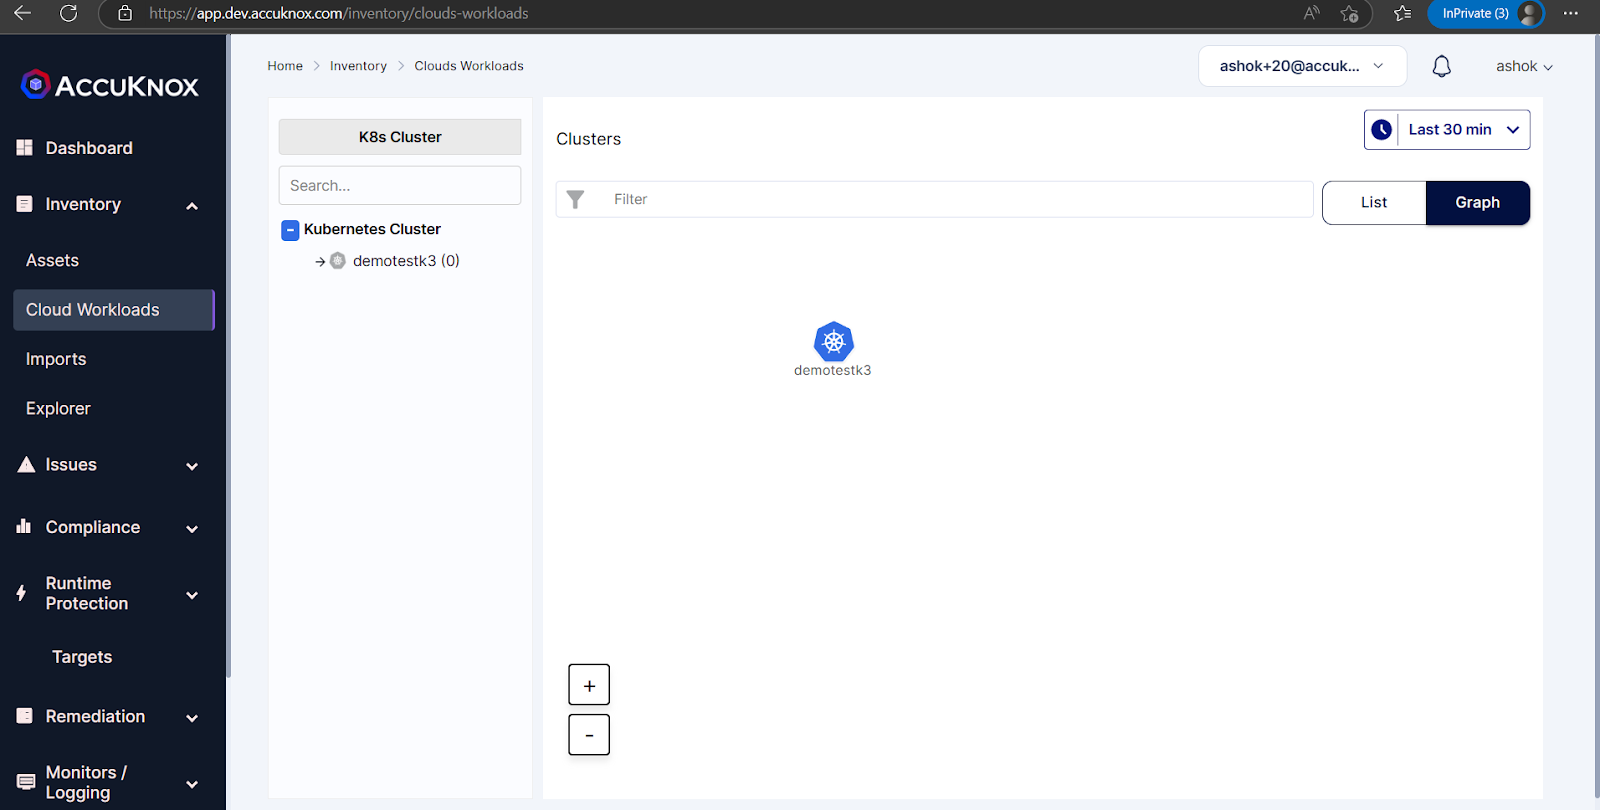 https://app.dev.accuknox.com/inventory/clouds-workloads
InPrivate (3)
ACCUKNOX
Dashboard
Inventory
Assets
Cloud Workloads
Imports
Explorer
Issues
Compliance
Runtime
Protection
Targets
Remediation
Monitors /
Logging
Home > Inventory > Clouds Workloads
ashok+20@accuk...
ashok
K8s Cluster
Search...
Kubernetes Cluster
demotestk3 (0)
Clusters
Last 30 min
Filter
List
Graph
demotestk3
+
-